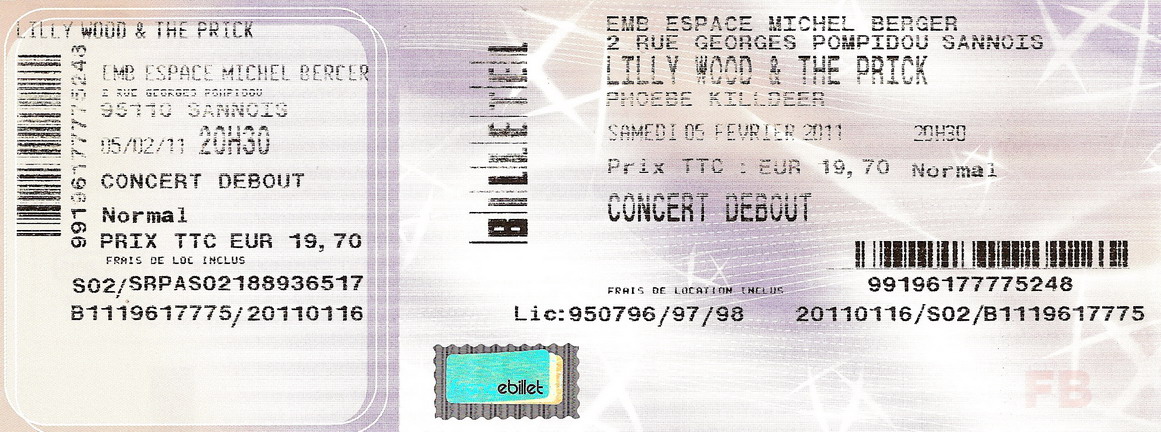 LILLY WOOD & THE PRICK
EMB ESPACE MICHEL BERGER
2 RUE GEORGES POMPIDOU
95110 SANNOIS
05/02/11 20H30
CONCERT DEBOUT
Normal
PRIX TTC EUR 19,70
FRAIS DE LOC INCLUS
S02/SRPAS02188936517
B1119617775/20110116
99196177775248
BILLETEL
EMB ESPACE MICHEL BERGER
2 RUE GEORGES POMPIDOU SANNOIS
LILLY WOOD & THE PRICK
PHOEBE KILLDEER
SAMEDI 05 FEVRIER 2011 20H30
Prix TTC : EUR 19,70 Normal
CONCERT DEBOUT
99196177775248
FRAIS DE LOCATION INCLUS
Lic:950796/97/98 20110116/S02/B1119617775
ebillet
FB